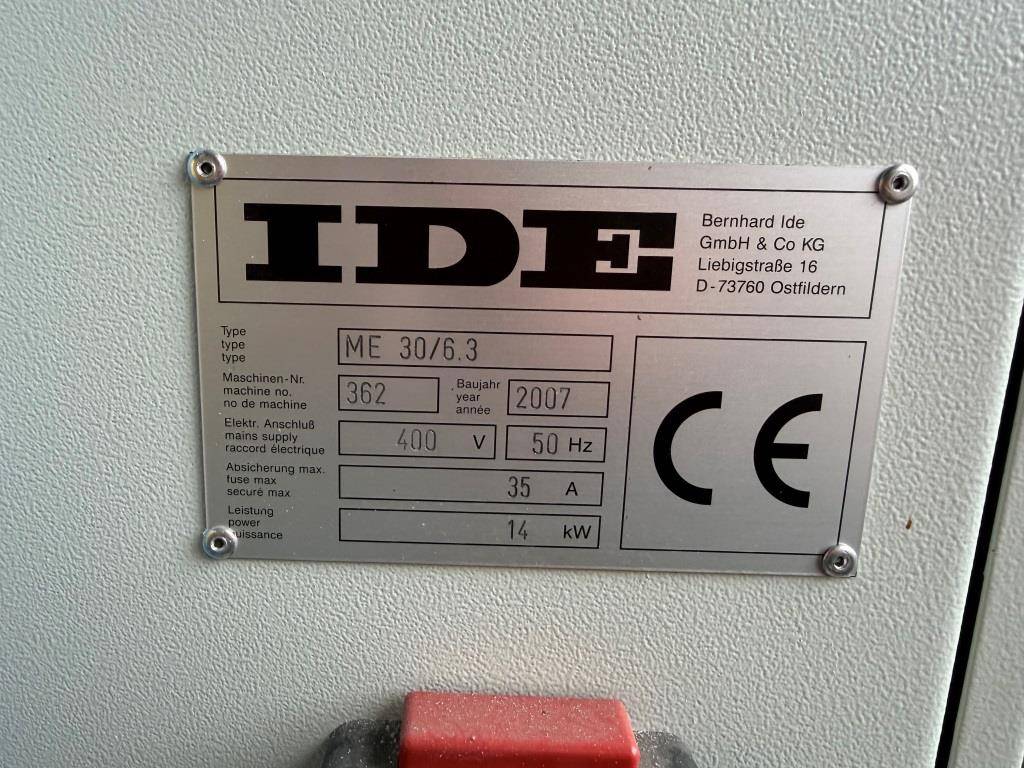 IDE
Bernhard Ide
GmbH & Co KG
Liebigstraße 16
D-73760 Ostfildern
Type
type
type
ME 30/6.3
Maschinen-Nr.
machine no.
no de machine
362
Baujahr
year
année
2007
Elektr. Anschluß
mains supply
raccord électrique
400 V
50 Hz
Absicherung max.
fuse max
securé max
35 A
Leistung
power
puissance
14 kW
CE